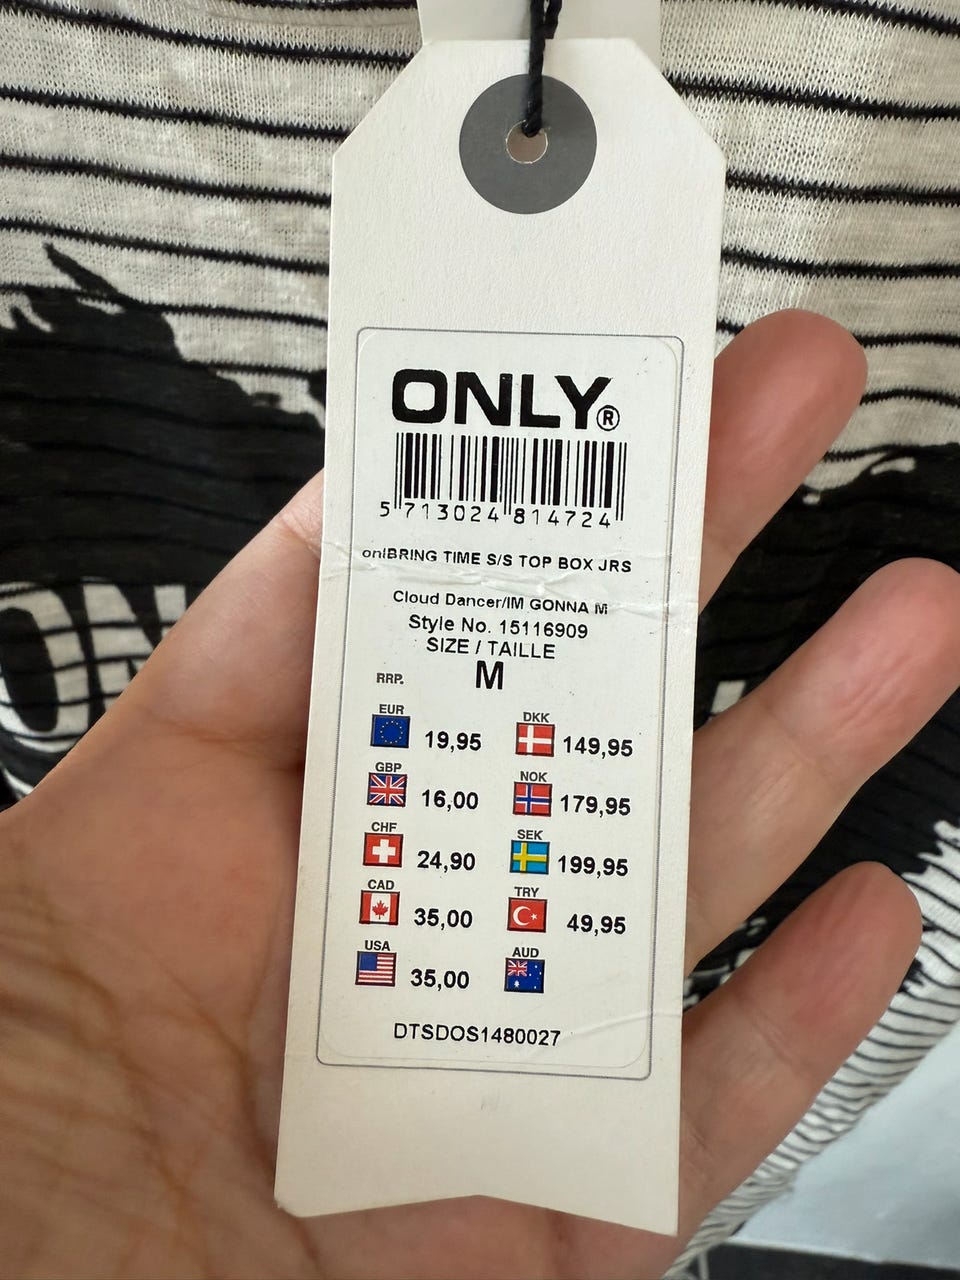 ONLY®
5 713024 814724
onlBRING TIME S/S TOP BOX JRS
Cloud Dancer/IM GONNA M
Style No. 15116909
SIZE / TAILLE
M
RRP.
EUR 19,95 DKK 149,95
GBP 16,00 NOK 179,95
CHF 24,90 SEK 199,95
CAD 35,00 TRY 49,95
USA 35,00 AUD
DTSDOS1480027
ON